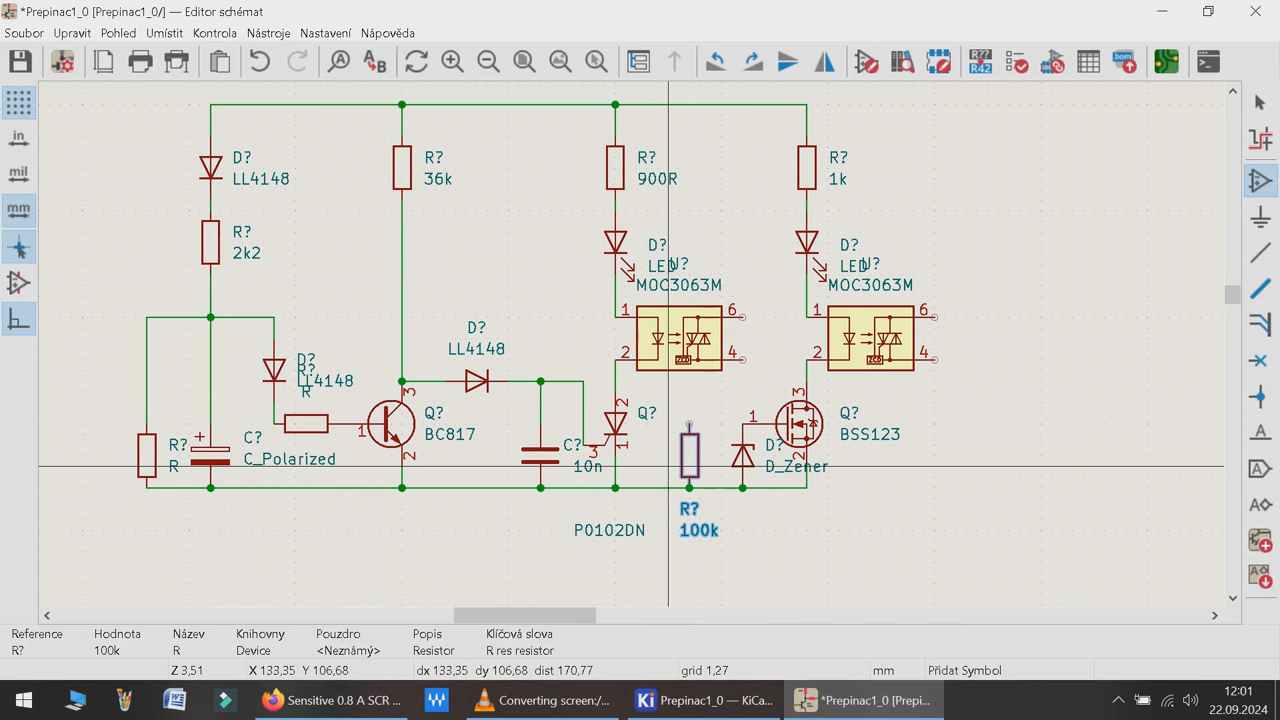 *Prepinac1_0 [Prepinac1_0/] — Editor schémat
Soubor Upravit Pohled Umístit Kontrola Nástroje Nastavení Nápověda
R??
R42
bom
in
mil
mm
D?
LL4148
R?
36k
R?
900R
R?
1k
R?
2k2
D?
LED
U?
MOC3063M
D?
LED
U?
MOC3063M
1
2
6
4
ZCD
1
2
6
4
ZCD
D?
LL4148
D?
LL4148
R?
R
R?
R
C?
C_Polarized
1
3
2
Q?
BC817
C?
10n
2
3
1
Q?
P0102DN
R?
100k
D?
D_Zener
1
3
2
Q?
BSS123
Reference Hodnota Název Knihovny Pouzdro Popis Klíčová slova
R? 100k R Device <Neznámý> Resistor R res resistor
Z 3,51 X 133,35 Y 106,68 dx 133,35 dy 106,68 dist 170,77 grid 1,27 mm Přidat Symbol
Sensitive 0.8 A SCR ... Converting screen:/... Prepinac1_0 — KiCa... *Prepinac1_0 [Prepi...
12:01
22.09.2024